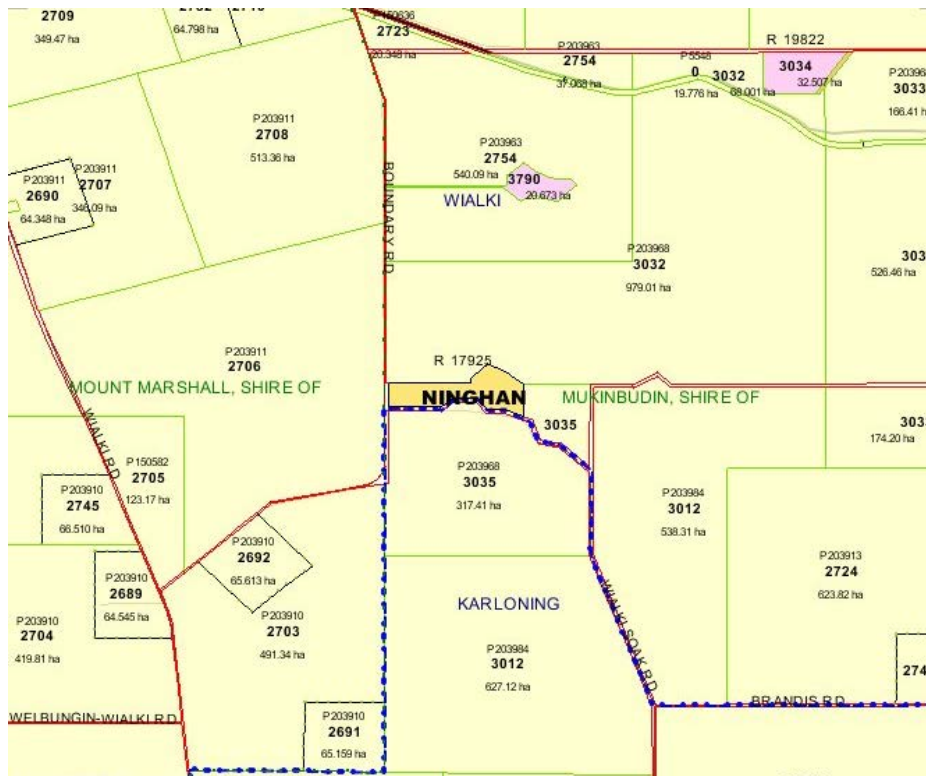 2709
349.47 ha
64.798 ha
P150636
2723
20.348 ha
P203963
2754
37.068 ha
P5548
0
19.776 ha
3032
68.001 ha
R 19822
3034
32.507 ha
3033
P203911
2708
513.36 ha
P203963
2754
540.09 ha
3790
20.673 ha
WIALKI
BOUNDARY RD
P203911
2690
64.348 ha
P203911
2707
346.09 ha
P203968
3032
979.01 ha
526.46 ha
P203911
2706
R 17925
NINGHAN
MOUNT MARSHALL, SHIRE OF
MUKINBUDIN, SHIRE OF
3035
174.20 ha
WIALKI RD
P150582
2705
123.17 ha
P203968
3035
317.41 ha
P203910
2745
66.510 ha
P203984
3012
538.31 ha
P203910
2692
65.613 ha
P203913
2724
623.82 ha
P203910
2689
64.545 ha
P203910
2704
419.81 ha
P203910
2703
491.34 ha
KARLONING
WIALKI SOAK RD
P203984
3012
627.12 ha
P203910
2691
65.159 ha
WELBUNGIN-WIALKI RD
BRANDIS RD